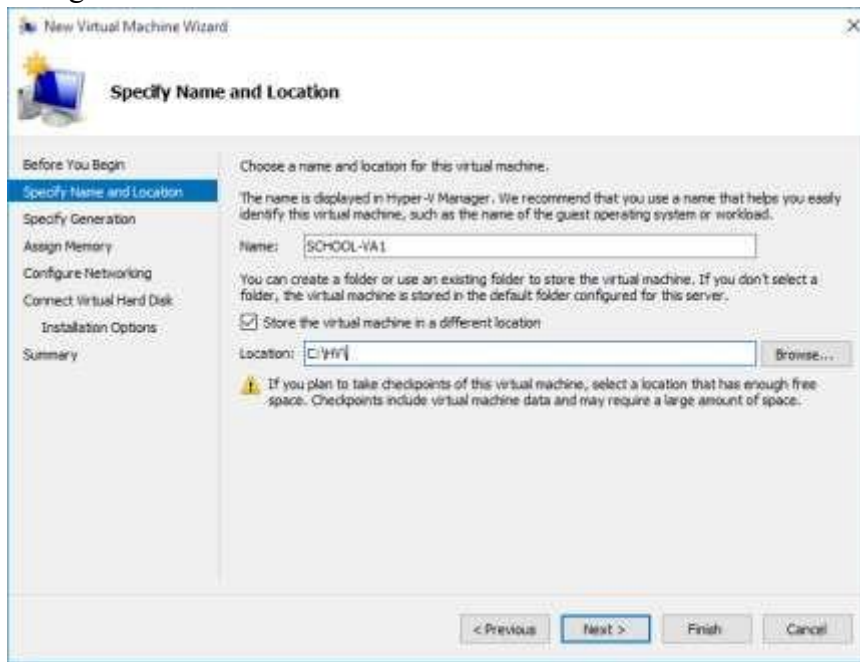 New Virtual Machine Wizard
Specify Name and Location
Before You Begin
Specify Name and Location
Specify Generation
Assign Memory
Configure Networking
Connect Virtual Hard Disk
Installation Options
Summary
Choose a name and location for this virtual machine.
The name is displayed in Hyper-V Manager. We recommend that you use a name that helps you easily
identify this virtual machine, such as the name of the guest operating system or workload.
Name: SCHOOL-VA1
You can create a folder or use an existing folder to store the virtual machine. If you don't select a
folder, the virtual machine is stored in the default folder configured for this server.
Store the virtual machine in a different location
Location: Browse...
If you plan to take checkpoints of this virtual machine, select a location that has enough free
space. Checkpoints include virtual machine data and may require a large amount of space.
< Previous Next > Finish Cancel